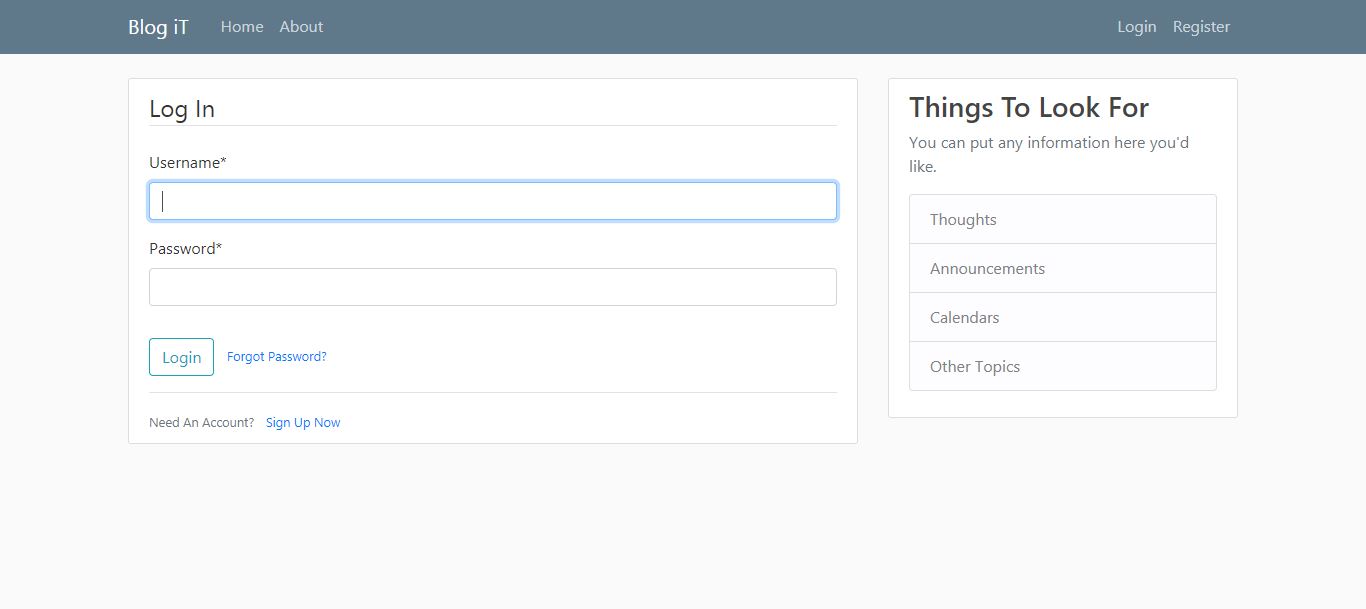 Blog iT Home About Login Register
Log In
Username*
Password*
Login Forgot Password?
Need An Account? Sign Up Now
Things To Look For
You can put any information here you'd
like.
Thoughts
Announcements
Calendars
Other Topics